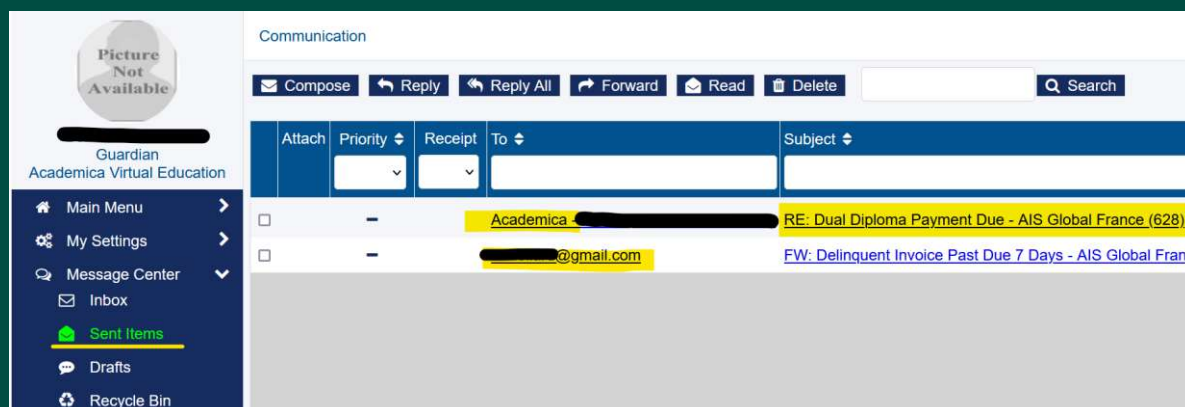 Picture
Not
Available
Guardian
Academica Virtual Education
Main Menu
My Settings
Message Center
Inbox
Sent Items
Drafts
Recycle Bin
Communication
Compose Reply Reply All Forward Read Delete Search
Attach Priority Receipt To Subject
Academica - RE: Dual Diploma Payment Due - AIS Global France (628)
@gmail.com FW: Delinquent Invoice Past Due 7 Days - AIS Global Fran